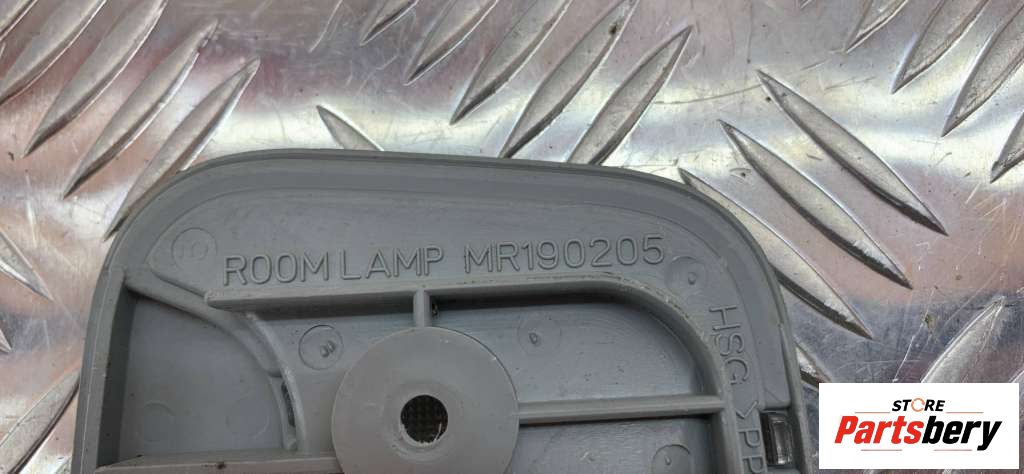 ROOM LAMP MR190205
HSG
STORE
Partsbery